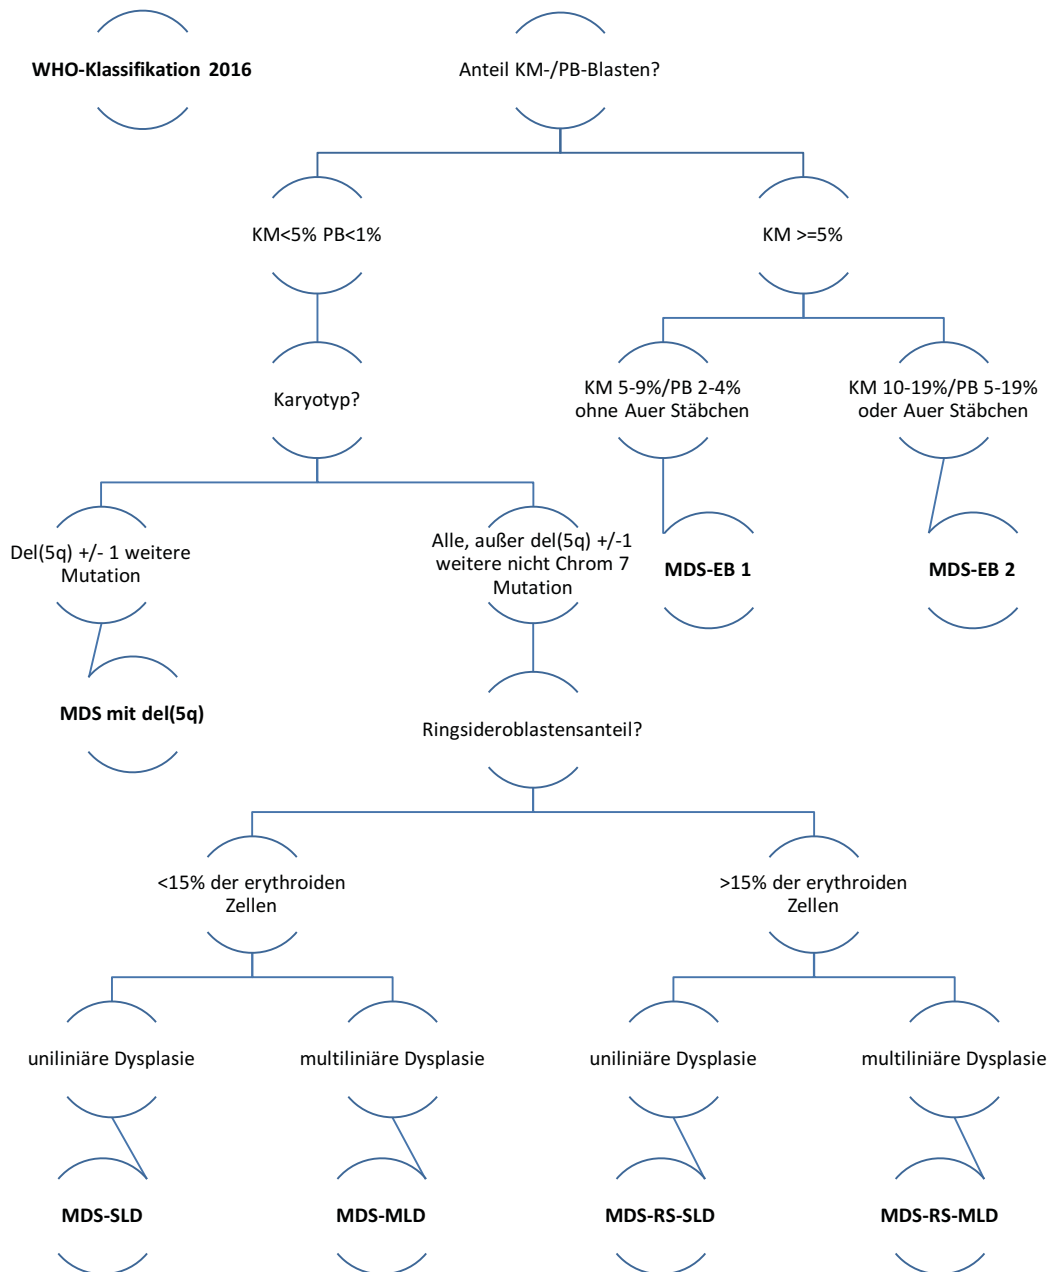 WHO-Klassifikation 2016
Anteil KM-/PB-Blasten?
KM<5% PB<1%
KM >=5%
Karyotyp?
KM 5-9%/PB 2-4%
ohne Auer Stäbchen
KM 10-19%/PB 5-19%
oder Auer Stäbchen
Del(5q) +/- 1 weitere
Mutation
Alle, außer del(5q) +/-1
weitere nicht Chrom 7
Mutation
MDS-EB 1
MDS-EB 2
MDS mit del(5q)
Ringsideroblastensanteil?
<15% der erythroiden
Zellen
>15% der erythroiden
Zellen
uniliniäre Dysplasie
multiliniäre Dysplasie
uniliniäre Dysplasie
multiliniäre Dysplasie
MDS-SLD
MDS-MLD
MDS-RS-SLD
MDS-RS-MLD